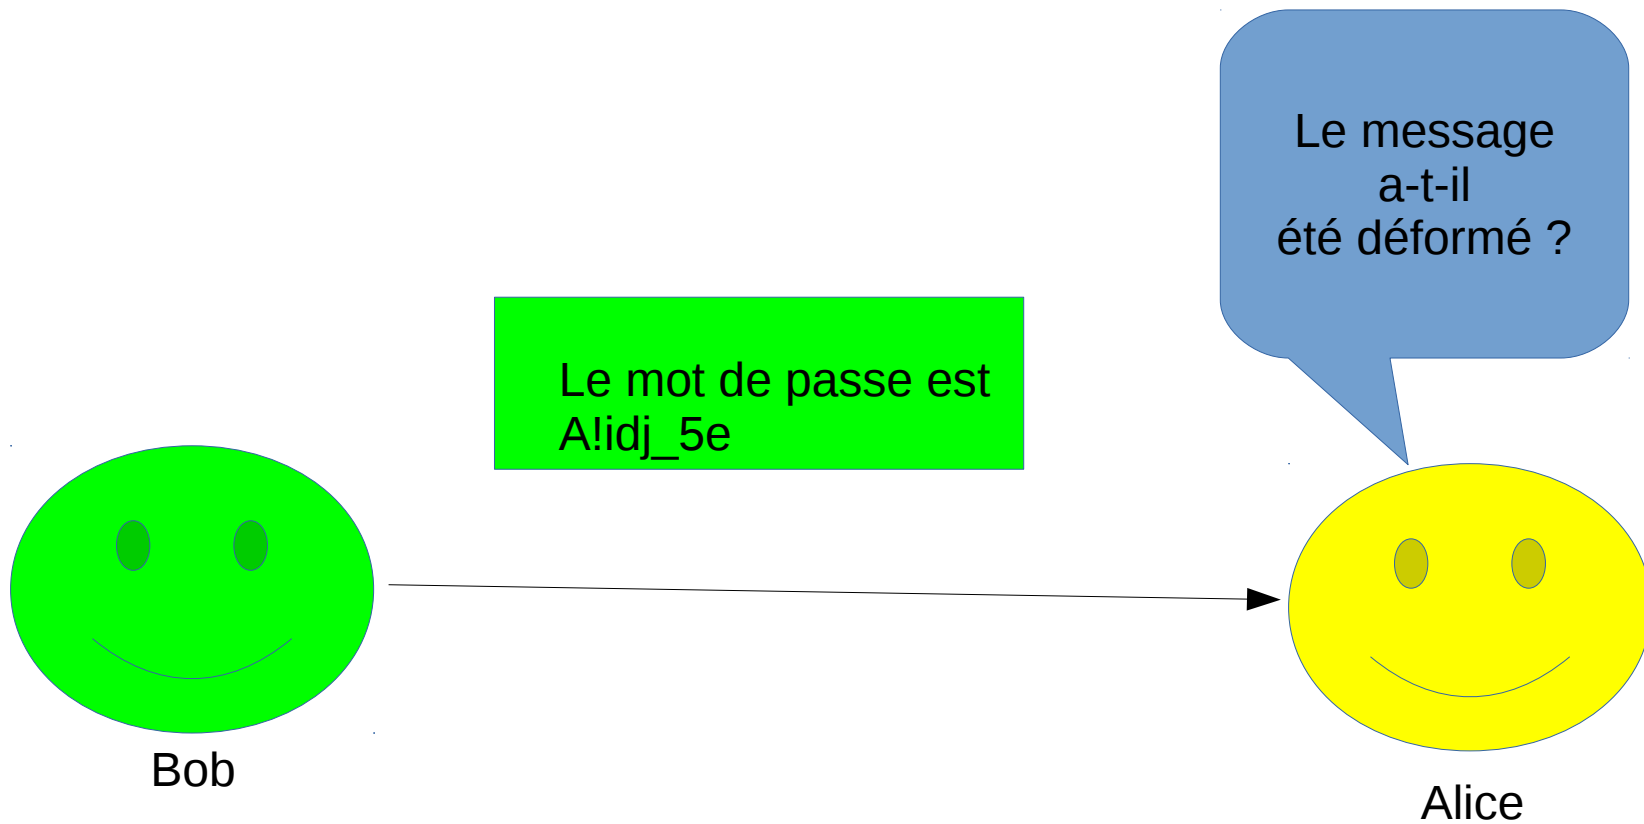 Le message
a-t-il
été déformé ?
Le mot de passe est
A!idj_5e
Bob
Alice